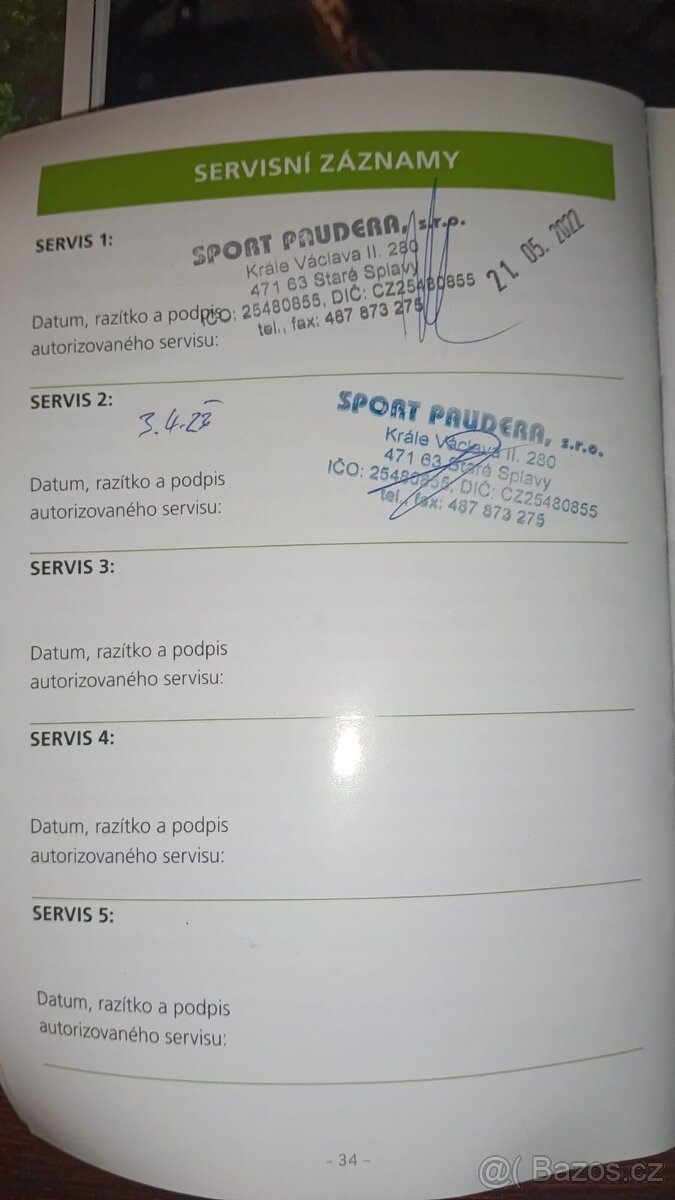 SERVISNÍ ZÁZNAMY
SERVIS 1:
SPORT PAUDERA, s.r.o.
Krále Václava II. 280
471 63 Staré Splavy
IČO: 25480855, DIČ: CZ25480855
tel., fax: 487 873 275
21. 05. 2022
Datum, razítko a podpis
autorizovaného servisu:
SERVIS 2:
SPORT PAUDERA, s.r.o.
Krále Václava II. 280
471 63 Staré Splavy
IČO: 25480855, DIČ: CZ25480855
tel., fax: 487 873 275
Datum, razítko a podpis
autorizovaného servisu:
SERVIS 3:
Datum, razítko a podpis
autorizovaného servisu:
SERVIS 4:
Datum, razítko a podpis
autorizovaného servisu:
SERVIS 5:
Datum, razítko a podpis
autorizovaného servisu:
- 34 -
@( Bazos.cz